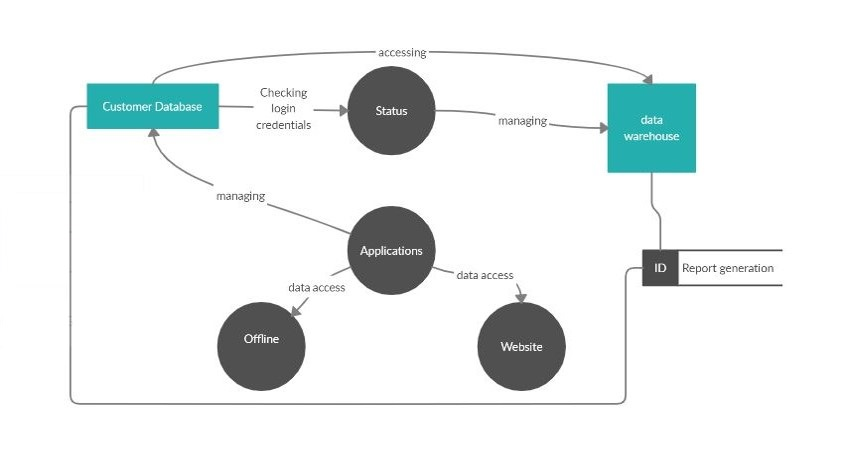 accessing
Customer Database
Checking
login
credentials
Status
managing
data
warehouse
managing
Applications
data access
data access
ID
Report generation
Offline
Website